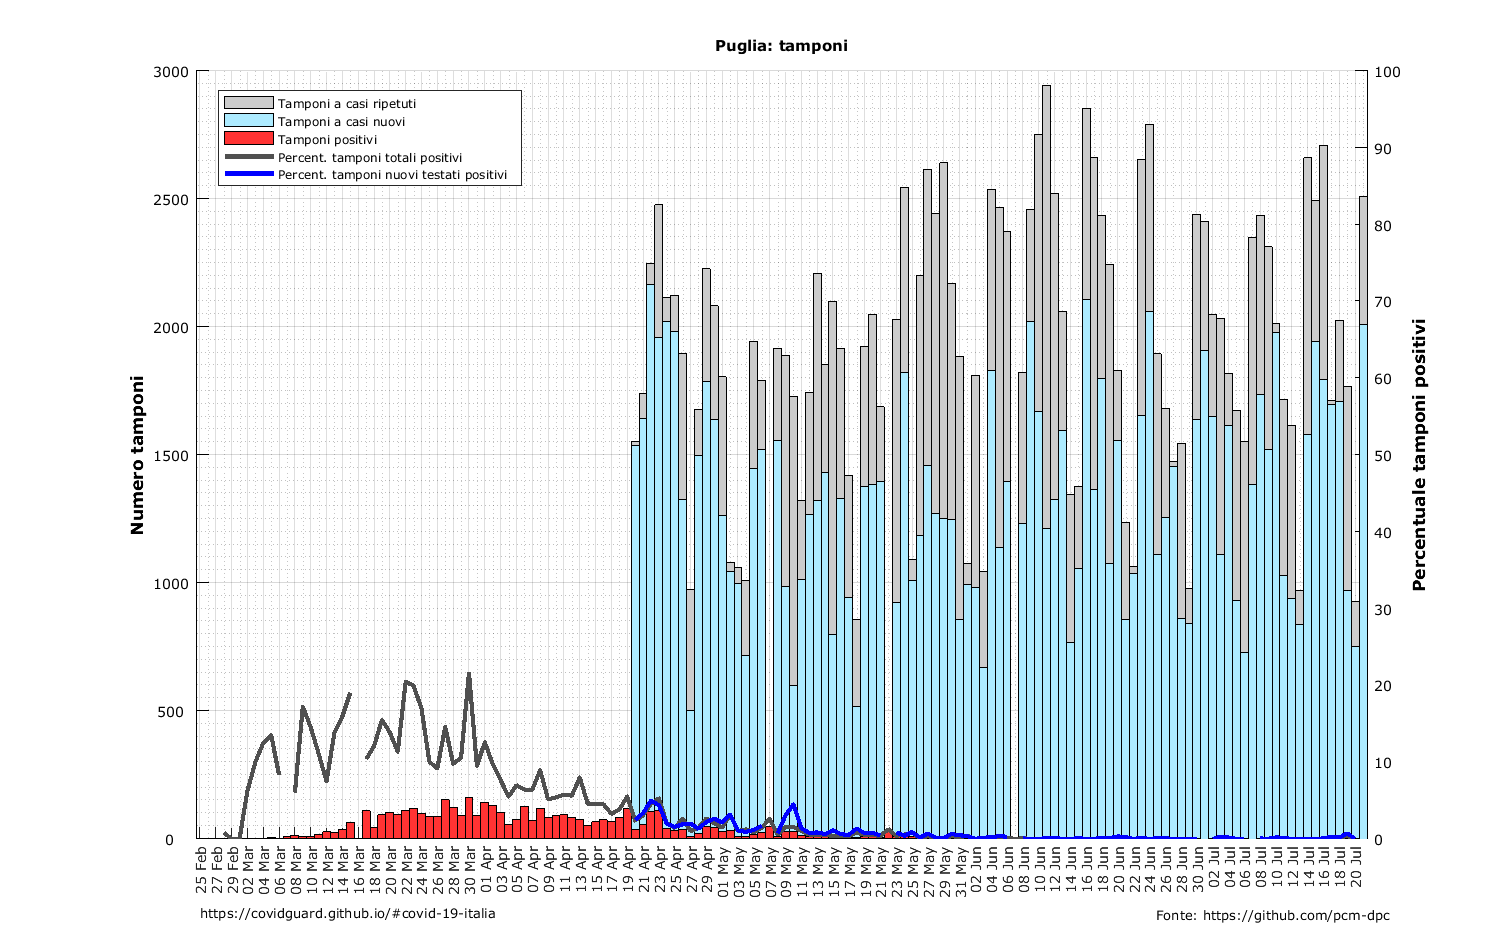 Puglia: tamponi
3000
2500
2000
1500
1000
500
0
Numero tamponi
Tamponi a casi ripetuti
Tamponi a casi nuovi
Tamponi positivi
Percent. tamponi totali positivi
Percent. tamponi nuovi testati positivi
100
90
80
70
60
50
40
30
20
10
0
Percentuale tamponi positivi
25 Feb
27 Feb
29 Feb
02 Mar
04 Mar
06 Mar
08 Mar
10 Mar
12 Mar
14 Mar
16 Mar
18 Mar
20 Mar
22 Mar
24 Mar
26 Mar
28 Mar
30 Mar
01 Apr
03 Apr
05 Apr
07 Apr
09 Apr
11 Apr
13 Apr
15 Apr
17 Apr
19 Apr
21 Apr
23 Apr
25 Apr
27 Apr
29 Apr
01 May
03 May
05 May
07 May
09 May
11 May
13 May
15 May
17 May
19 May
21 May
23 May
25 May
27 May
29 May
31 May
02 Jun
04 Jun
06 Jun
08 Jun
10 Jun
12 Jun
14 Jun
16 Jun
18 Jun
20 Jun
22 Jun
24 Jun
26 Jun
28 Jun
30 Jun
02 Jul
04 Jul
06 Jul
08 Jul
10 Jul
12 Jul
14 Jul
16 Jul
18 Jul
20 Jul
https://covidguard.github.io/#covid-19-italia
Fonte: https://github.com/pcm-dpc